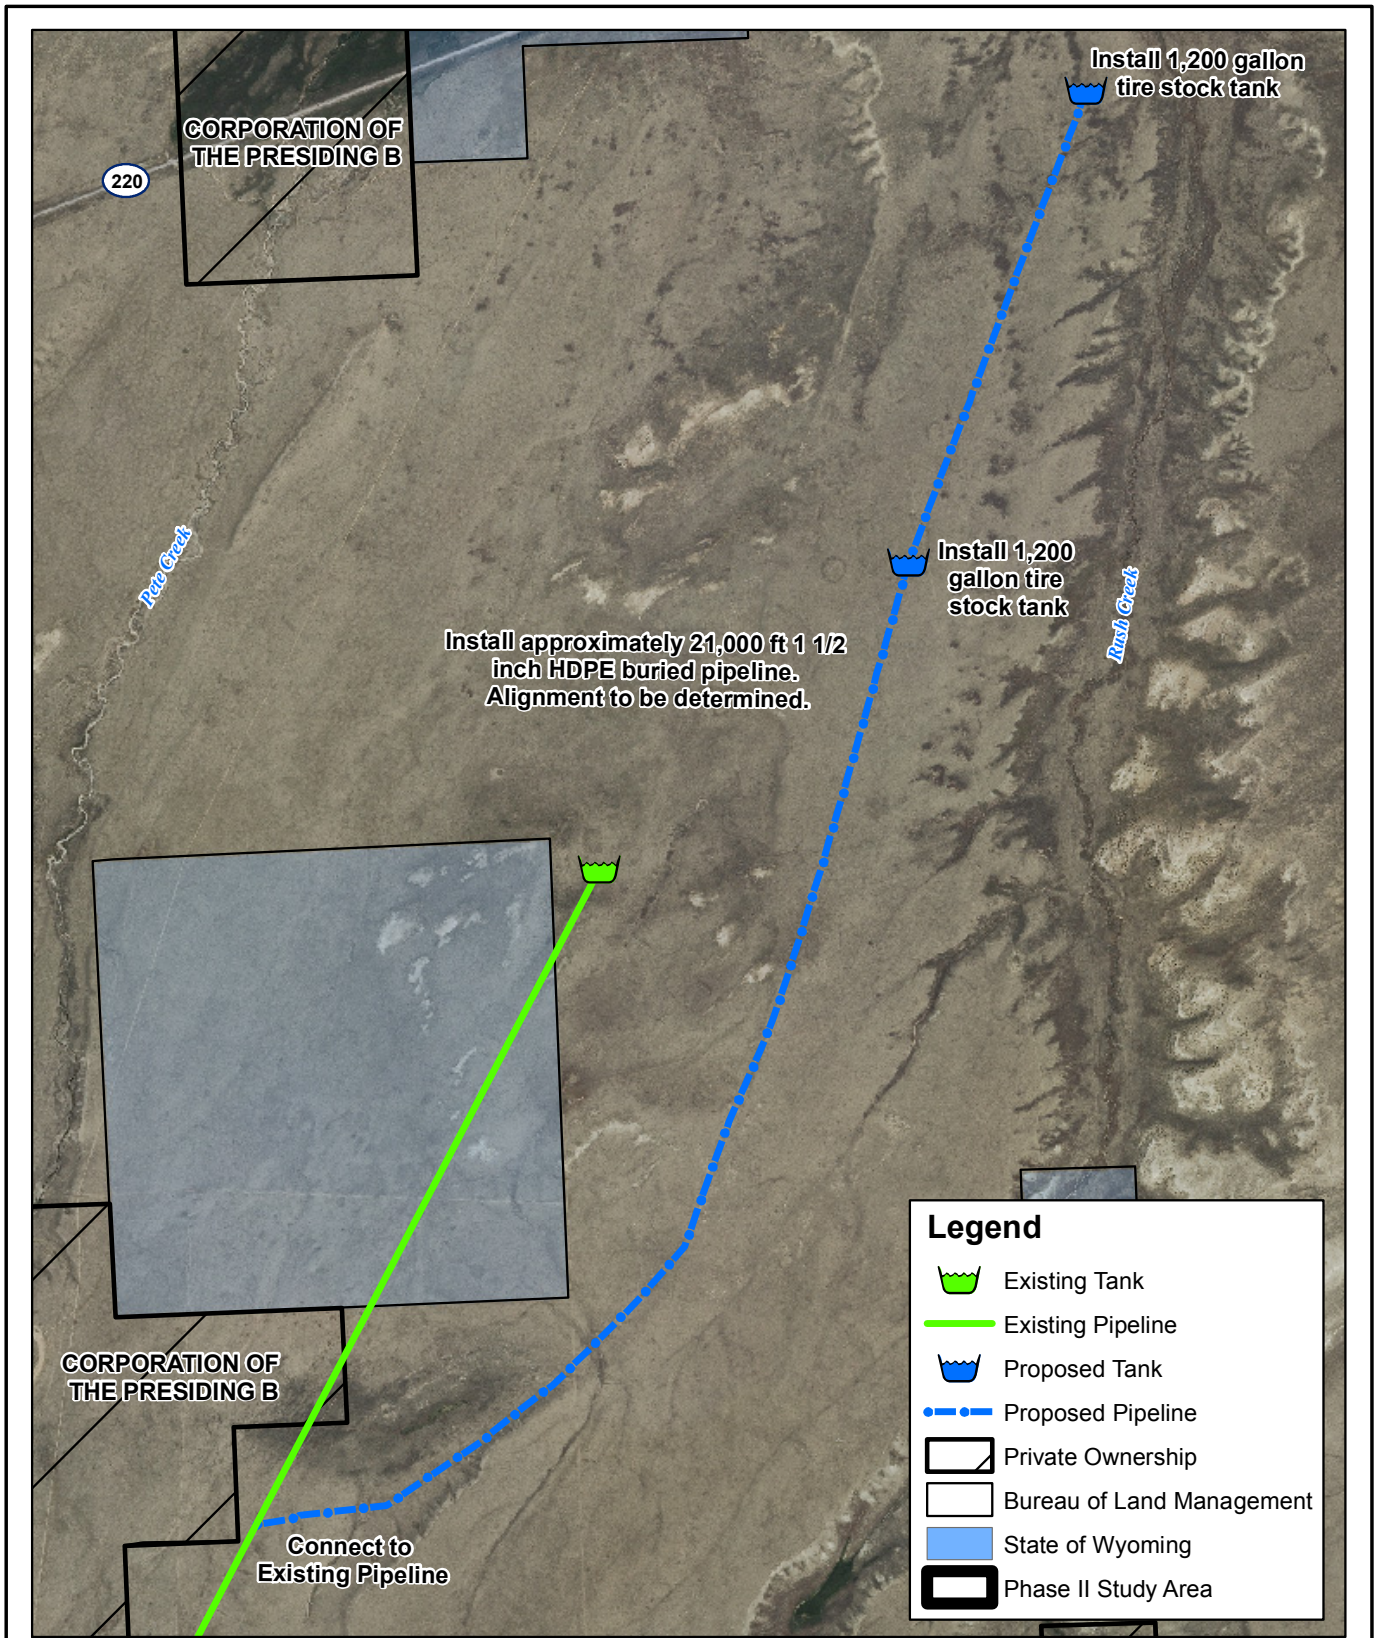 Install 1,200 gallon
tire stock tank
CORPORATION OF
THE PRESIDING B
220
Pete Creek
Install 1,200
gallon tire
stock tank
Rush Creek
Install approximately 21,000 ft 1 1/2
inch HDPE buried pipeline.
Alignment to be determined.
CORPORATION OF
THE PRESIDING B
Connect to
Existing Pipeline
Legend
Existing Tank
Existing Pipeline
Proposed Tank
Proposed Pipeline
Private Ownership
Bureau of Land Management
State of Wyoming
Phase II Study Area